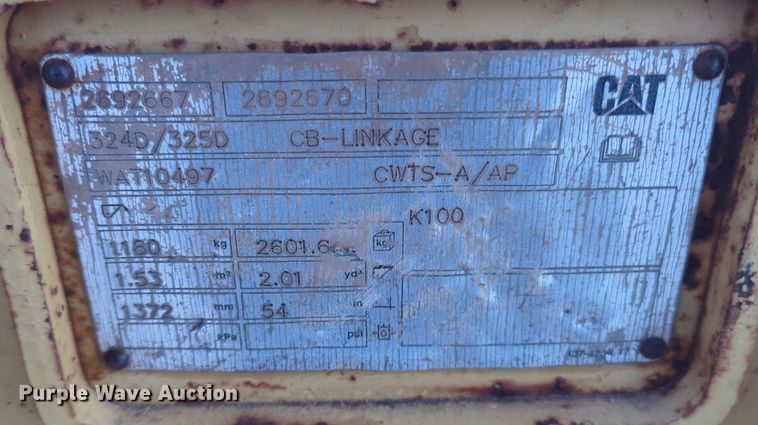 2692667 2692670 CAT
324D/325D CB-LINKAGE
WAT10497 CWTS-A/AP
K100
1180 kg 2601.6
1.53 m³ 2.01 yd³
1372 mm 54 in
kPa psi
Purple Wave Auction